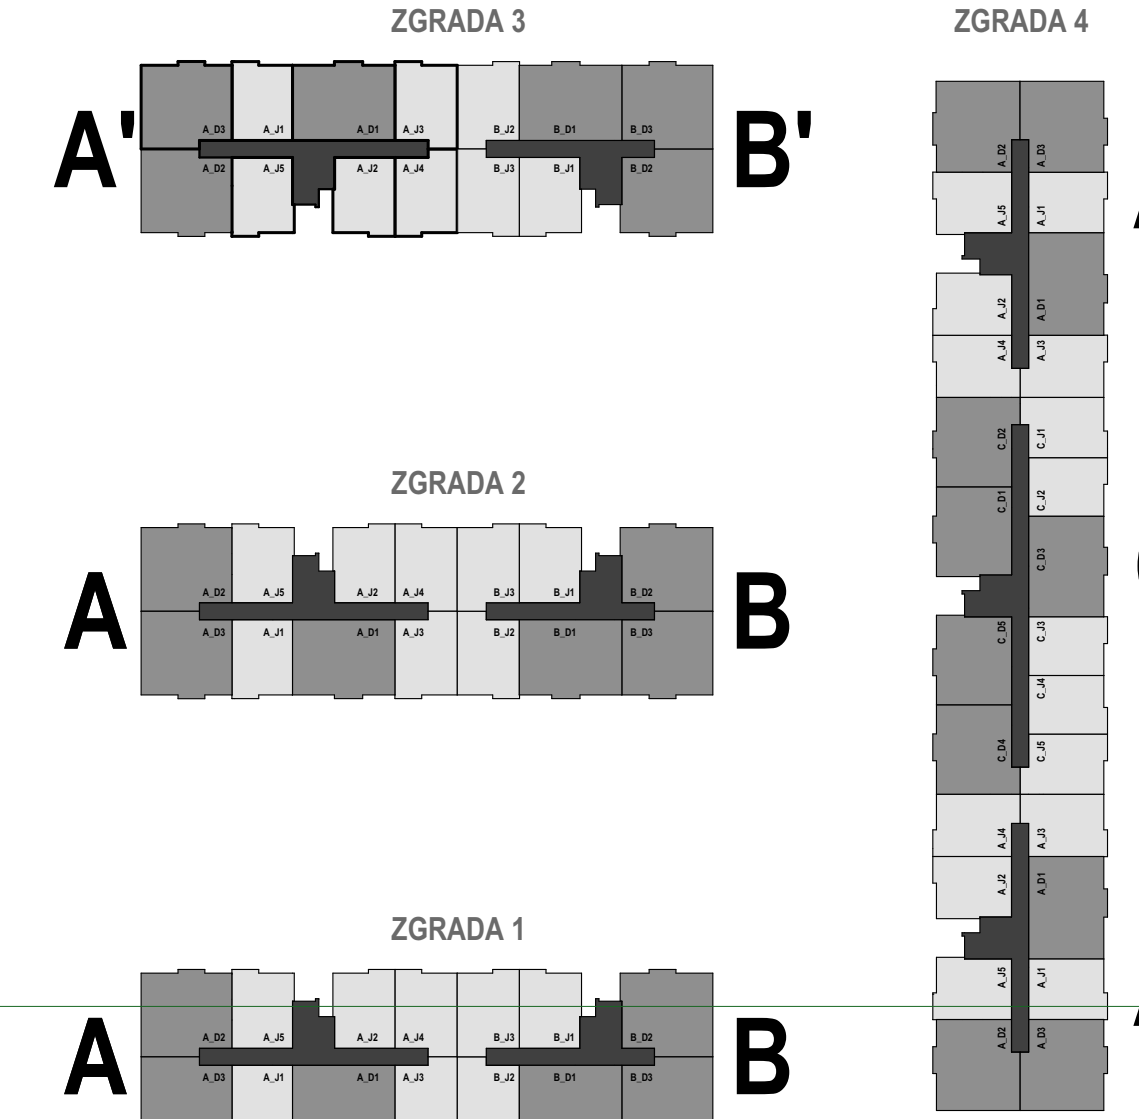 ZGRADA 3
A' B'
A_D3 A_J1 A_D1 A_J3 B_J2 B_D1 B_D3
A_D2 A_J5 A_J2 A_J4 B_J3 B_J1 B_D2
ZGRADA 2
A B
A_D2 A_J5 A_J2 A_J4 B_J3 B_J1 B_D2
A_D3 A_J1 A_D1 A_J3 B_J2 B_D1 B_D3
ZGRADA 1
A B
A_D2 A_J5 A_J2 A_J4 B_J3 B_J1 B_D2
A_D3 A_J1 A_D1 A_J3 B_J2 B_D1 B_D3
ZGRADA 4
A_D2 A_D3
A_J5 A_J1
A_J2 A_D1
A_J4 A_J3
C_D2 C_J1
C_D1 C_J2
C_D3
C_D5 C_J3
C_J4
C_D4 C_J5
A_J4 A_J3
A_J2 A_D1
A_J5 A_J1
A_D2 A_D3